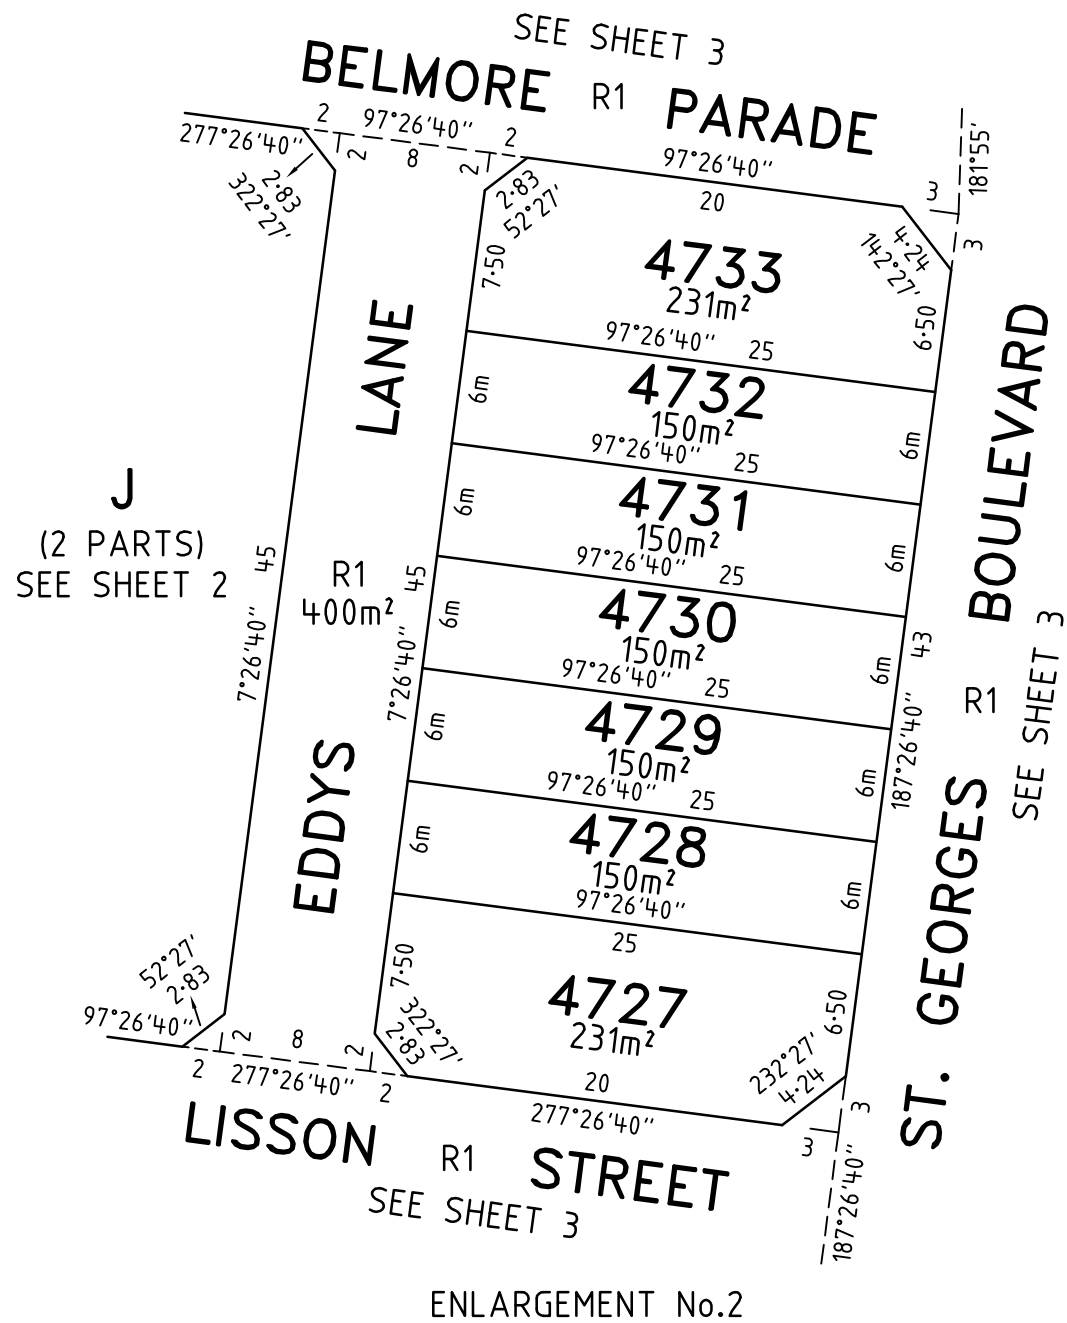 SEE SHEET 3
BELMORE R1 PARADE
277°26'40"
2
97°26'40"
2
2
8
2
97°26'40"
20
3
181°55'
3
2·83
322°27'
2·83
52°27'
4·24
142°27'
7·50
4733
231m²
6·50
97°26'40" 25
6m
4732
150m²
6m
97°26'40" 25
6m
4731
150m²
6m
97°26'40" 25
6m
4730
150m²
6m
97°26'40" 25
6m
4729
150m²
6m
97°26'40" 25
6m
4728
150m²
6m
97°26'40"
25
7·50
4727
231m²
6·50
J
(2 PARTS)
SEE SHEET 2
7°26'40" 45
EDDYS LANE
R1
400m²
7°26'40" 45
187°26'40" 43
ST. GEORGES BOULEVARD
R1
SEE SHEET 3
52°27'
2·83
97°26'40"
2
8
2
2
277°26'40"
2
322°27'
2·83
20
277°26'40"
232°27'
4·24
3
3
187°26'40"
LISSON R1 STREET
SEE SHEET 3
ENLARGEMENT No.2